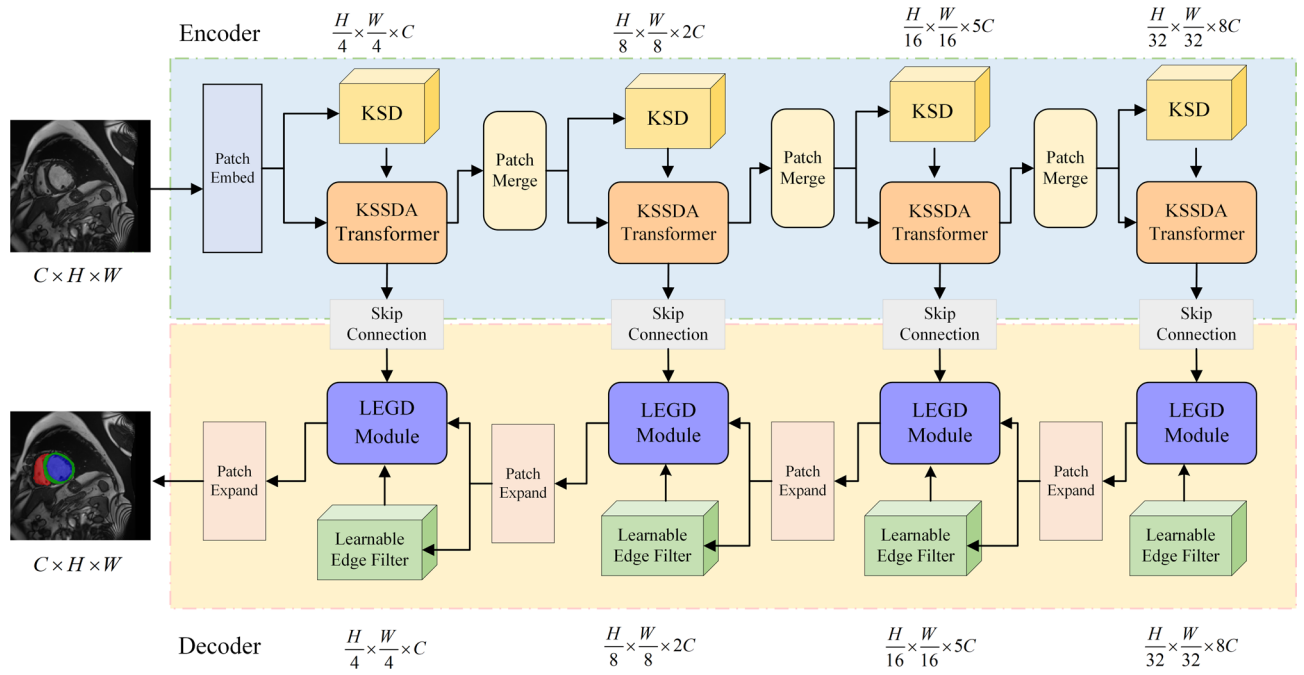 Encoder
H/4 × W/4 × C
H/8 × W/8 × 2C
H/16 × W/16 × 5C
H/32 × W/32 × 8C
KSD
KSD
KSD
KSD
Patch
Embed
Patch
Merge
Patch
Merge
Patch
Merge
KSSDA
Transformer
KSSDA
Transformer
KSSDA
Transformer
KSSDA
Transformer
C × H × W
Skip
Connection
Skip
Connection
Skip
Connection
Skip
Connection
LEGD
Module
LEGD
Module
LEGD
Module
LEGD
Module
Patch
Expand
Patch
Expand
Patch
Expand
Patch
Expand
Learnable
Edge Filter
Learnable
Edge Filter
Learnable
Edge Filter
Learnable
Edge Filter
C × H × W
Decoder
H/4 × W/4 × C
H/8 × W/8 × 2C
H/16 × W/16 × 5C
H/32 × W/32 × 8C